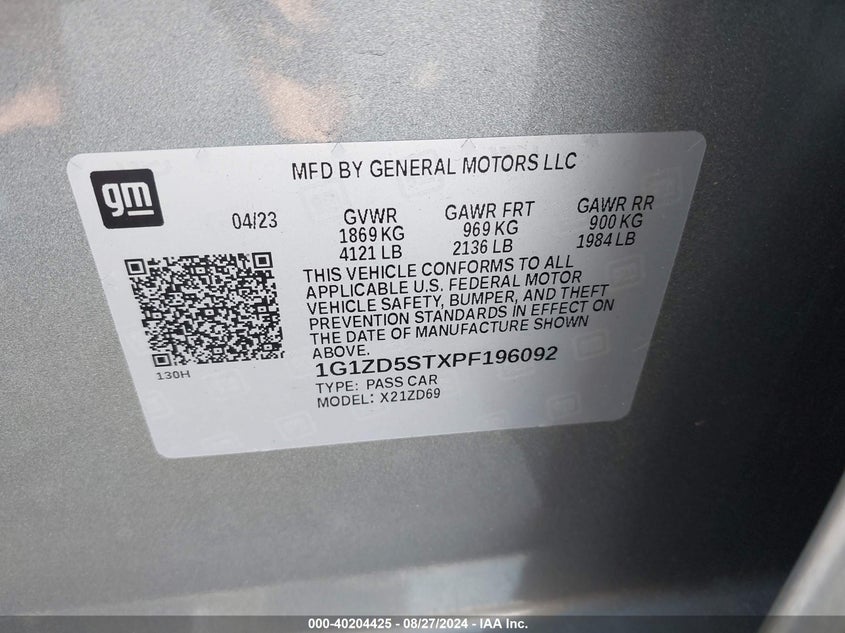 MFD BY GENERAL MOTORS LLC
gm
04/23
GVWR
1869 KG
4121 LB
GAWR FRT
969 KG
2136 LB
GAWR RR
900 KG
1984 LB
THIS VEHICLE CONFORMS TO ALL
APPLICABLE U.S. FEDERAL MOTOR
VEHICLE SAFETY, BUMPER, AND THEFT
PREVENTION STANDARDS IN EFFECT ON
THE DATE OF MANUFACTURE SHOWN
ABOVE.
130H
1G1ZD5STXPF196092
TYPE: PASS CAR
MODEL: X21ZD69
000-40204425 - 08/27/2024 - IAA Inc.